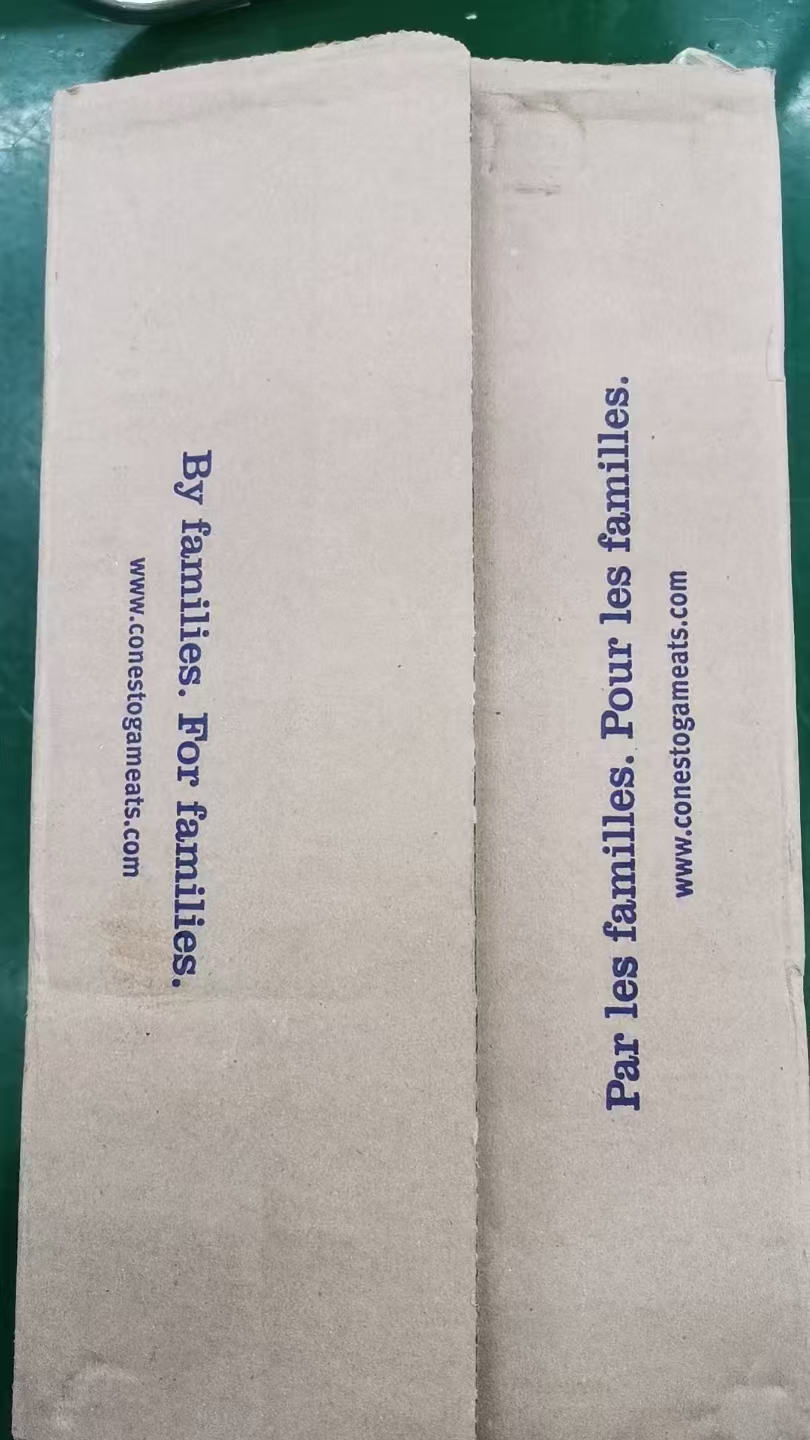 By families. For families.
www.conestogameats.com
Par les familles. Pour les familles.
www.conestogameats.com